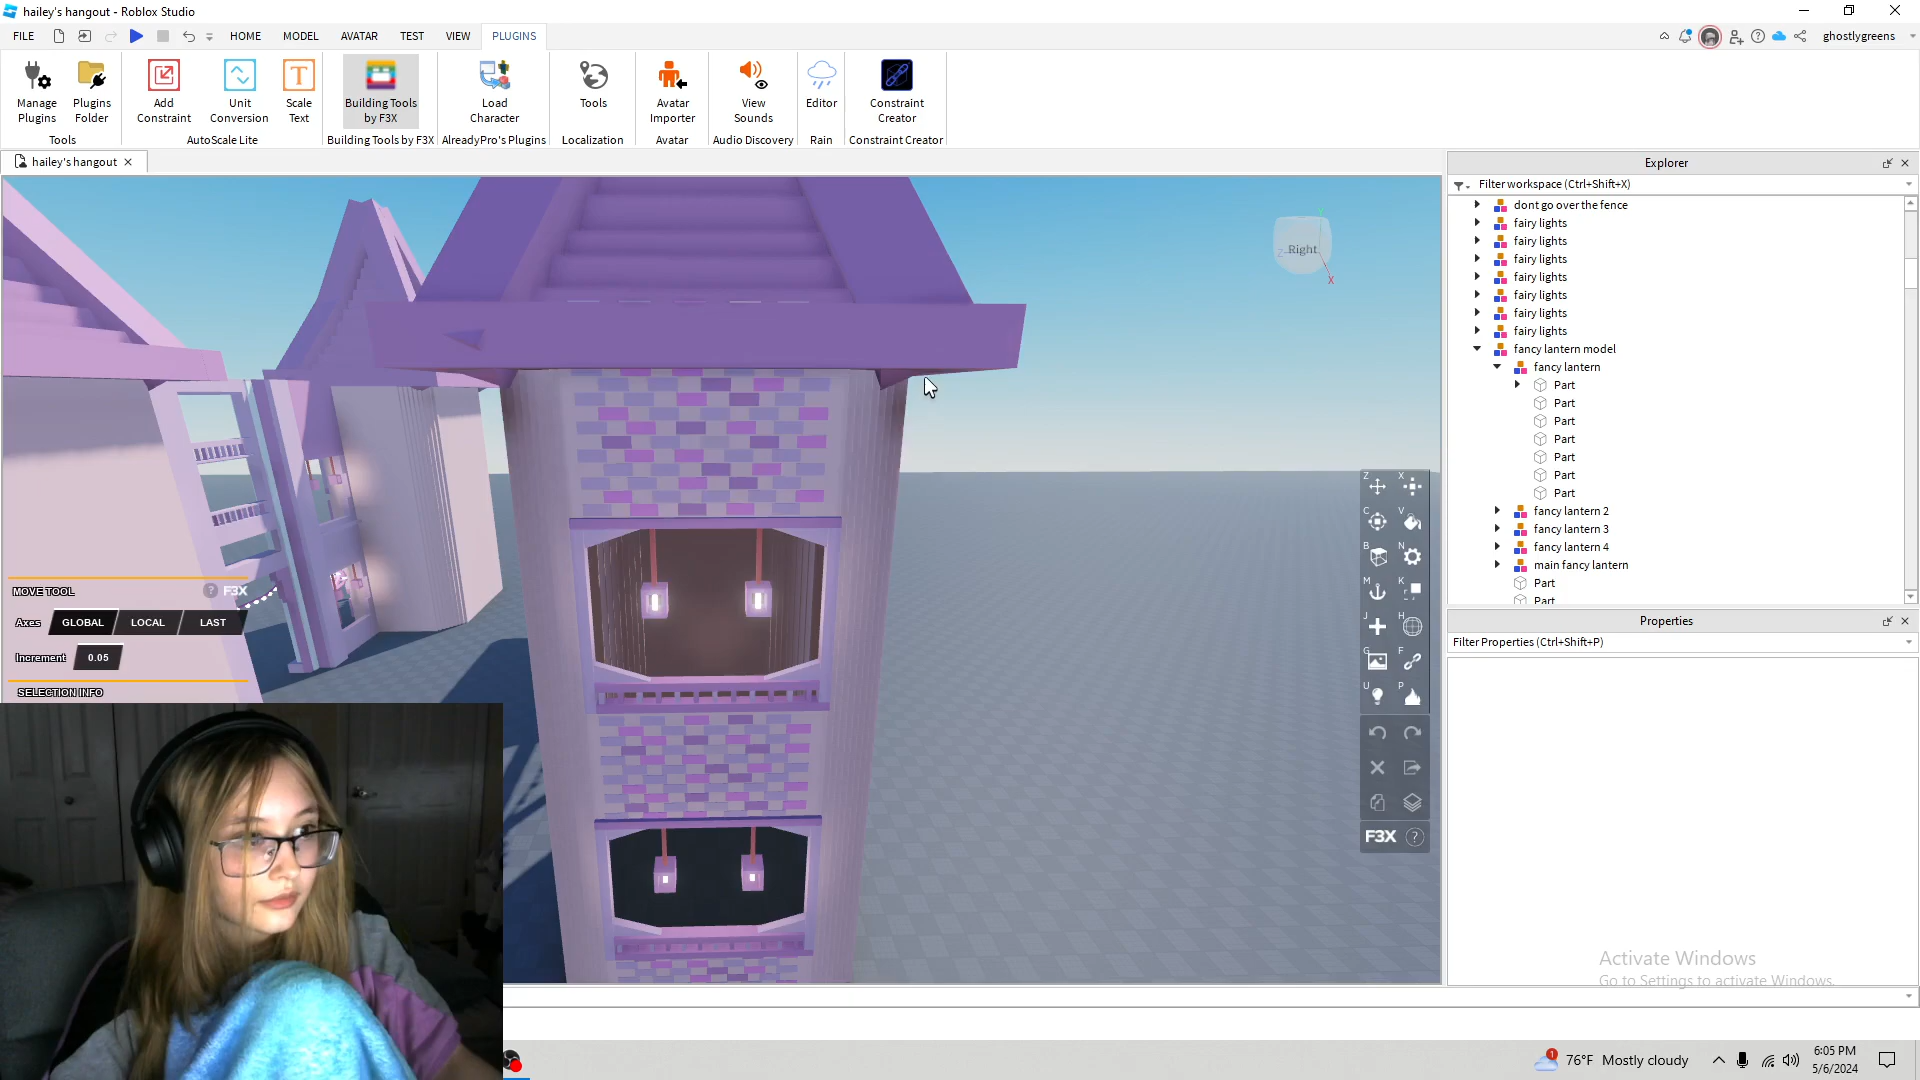 hailey's hangout - Roblox Studio
FILE HOME MODEL AVATAR TEST VIEW PLUGINS ghostlygreens
Manage Plugins
Plugins Folder
Tools
Add Constraint
Unit Conversion
Scale Text
AutoScale Lite
Building Tools by F3X
Building Tools by F3X
Load Character
AlreadyPro's Plugins
Tools
Localization
Avatar Importer
Avatar
View Sounds
Audio Discovery
Editor
Rain
Constraint Creator
Constraint Creator
hailey's hangout
Explorer
Filter workspace (Ctrl+Shift+X)
dont go over the fence
fairy lights
fairy lights
fairy lights
fairy lights
fairy lights
fairy lights
fairy lights
fancy lantern model
fancy lantern
Part
Part
Part
Part
Part
Part
Part
fancy lantern 2
fancy lantern 3
fancy lantern 4
main fancy lantern
Part
Part
Properties
Filter Properties (Ctrl+Shift+P)
Right
X
Z X
C V
B N
M K
J H
G F
U P
F3X ?
MOVE TOOL ? F3X
Axes GLOBAL LOCAL LAST
Increment 0.05
SELECTION INFO
Activate Windows
Go to Settings to activate Windows.
1
76°F Mostly cloudy
6:05 PM
5/6/2024